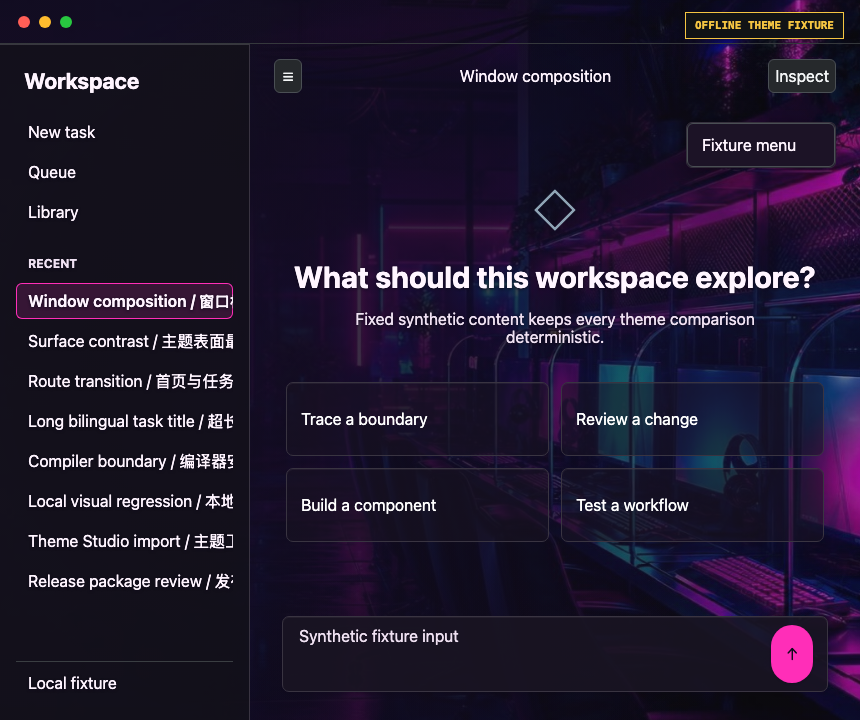 OFFLINE THEME FIXTURE
Workspace
New task
Queue
Library
RECENT
Window composition / 窗口
Surface contrast / 主题表面
Route transition / 首页与任务
Long bilingual task title / 超
Compiler boundary / 编译器
Local visual regression / 本地
Theme Studio import / 主题
Release package review / 发
Local fixture
≡
Window composition
Inspect
Fixture menu
What should this workspace explore?
Fixed synthetic content keeps every theme comparison
deterministic.
Trace a boundary
Review a change
Build a component
Test a workflow
Synthetic fixture input
↑